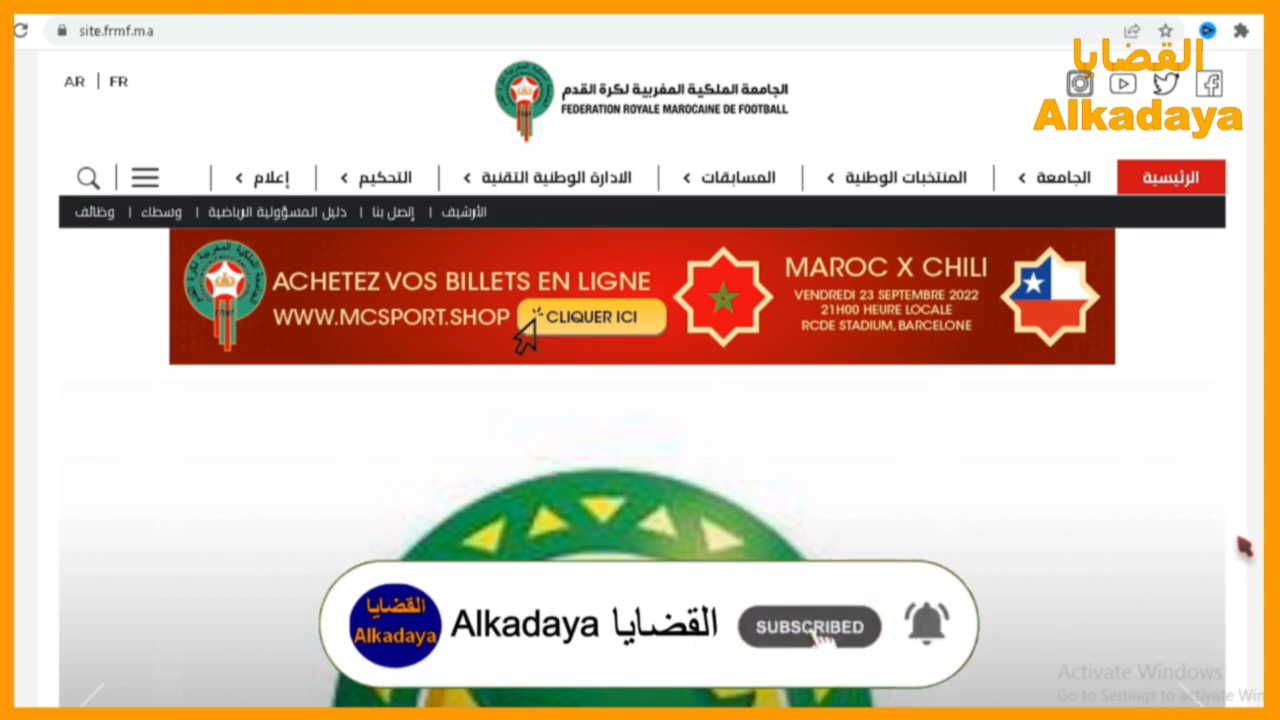 site.frmf.ma
القضايا
Alkadaya
AR | FR
الجامعة الملكية المغربية لكرة القدم
FEDERATION ROYALE MAROCAINE DE FOOTBALL
الرئيسية
الجامعة
المنتخبات الوطنية
المسابقات
الادارة الوطنية التقنية
التحكيم
إعلام
الأرشيف | إتصل بنا | دليل المسؤولية الرياضية | وسطاء | وظائف
ACHETEZ VOS BILLETS EN LIGNE
WWW.MCSPORT.SHOP
CLIQUER ICI
MAROC X CHILI
VENDREDI 23 SEPTEMBRE 2022
21H00 HEURE LOCALE
RCDE STADIUM, BARCELONE
القضايا
Alkadaya
Alkadaya القضايا
SUBSCRIBED
Activate Windows
Go to Settings to activate Win